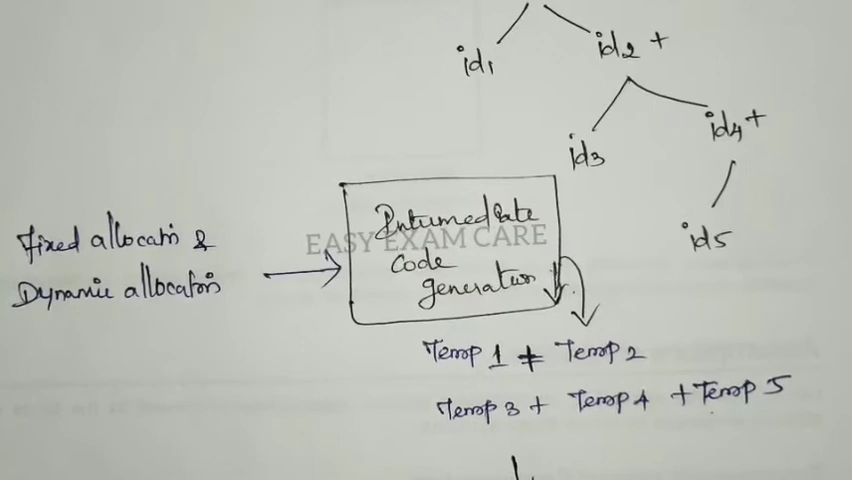 id1
id2 +
id3
id4 +
id5
Fixed allocatn &
Dynamic allocation
Intermediate
EASY EXAM CARE
Code
generation
Temp 1 + Temp 2
Temp 3 + Temp 4 + Temp 5